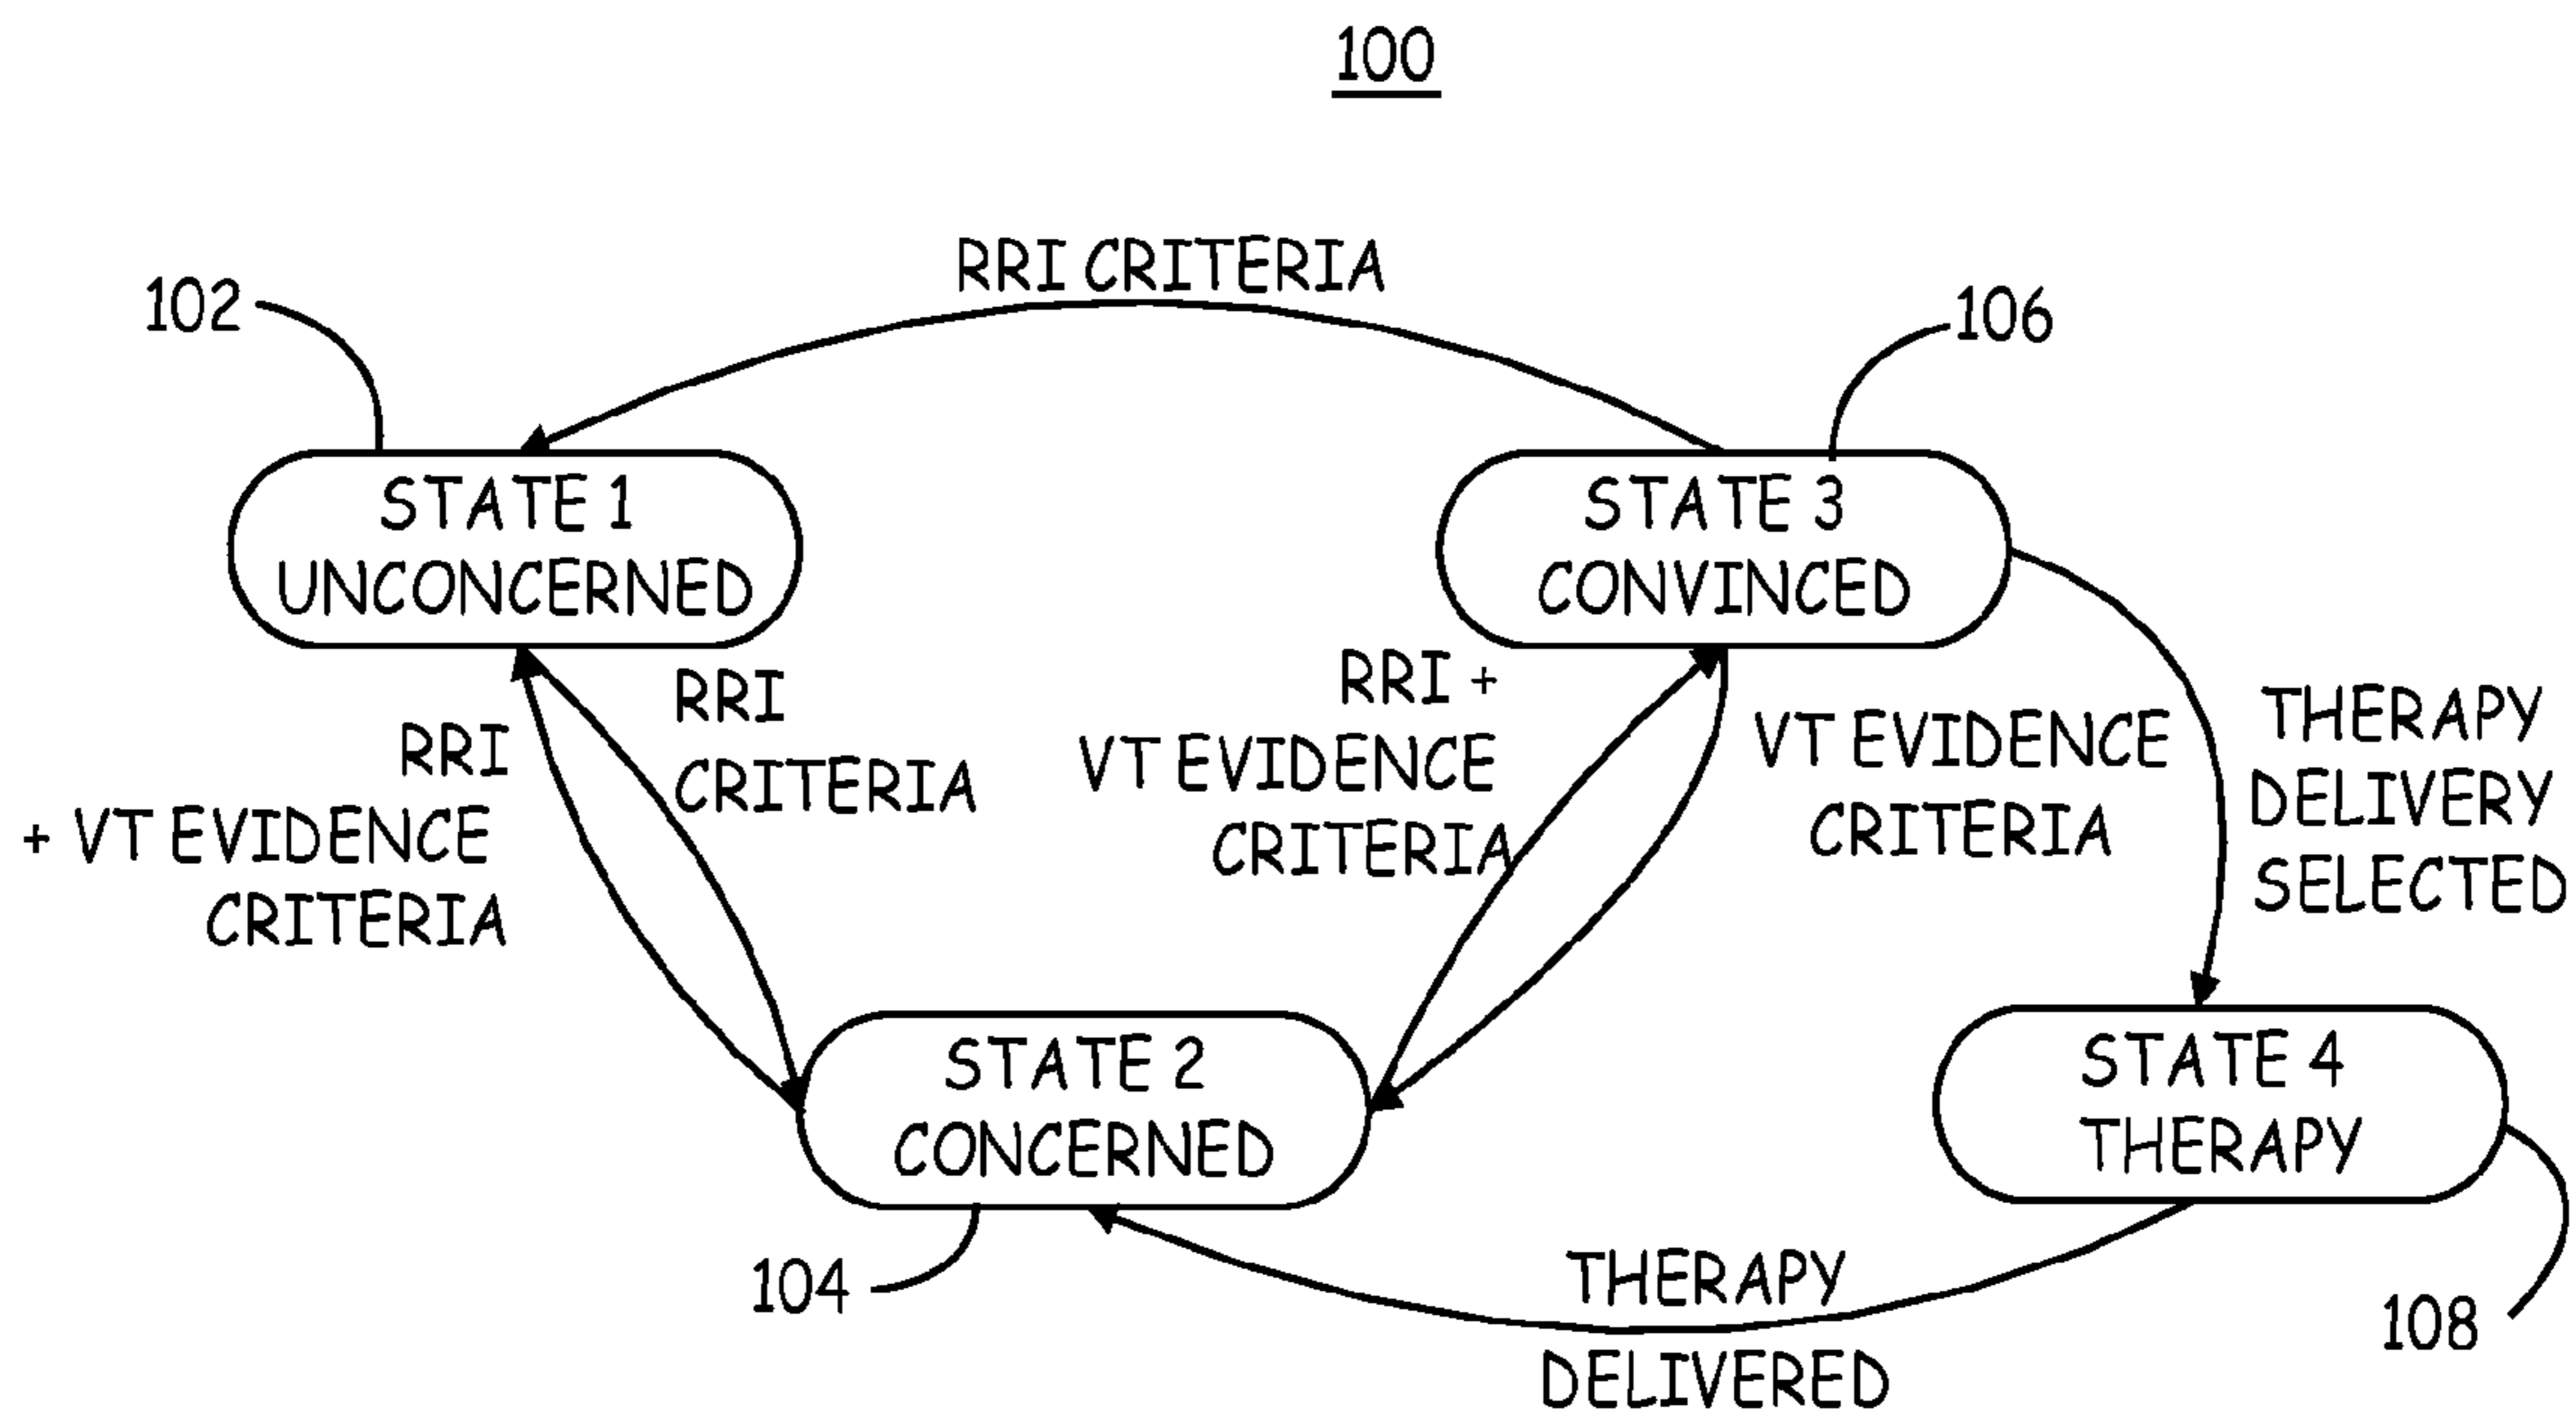 100
RRI CRITERIA
102
106
STATE 1
UNCONCERNED
STATE 3
CONVINCED
RRI
+ VT EVIDENCE
CRITERIA
RRI
CRITERIA
RRI +
VT EVIDENCE
CRITERIA
VT EVIDENCE
CRITERIA
THERAPY
DELIVERY
SELECTED
STATE 2
CONCERNED
STATE 4
THERAPY
104
THERAPY
DELIVERED
108